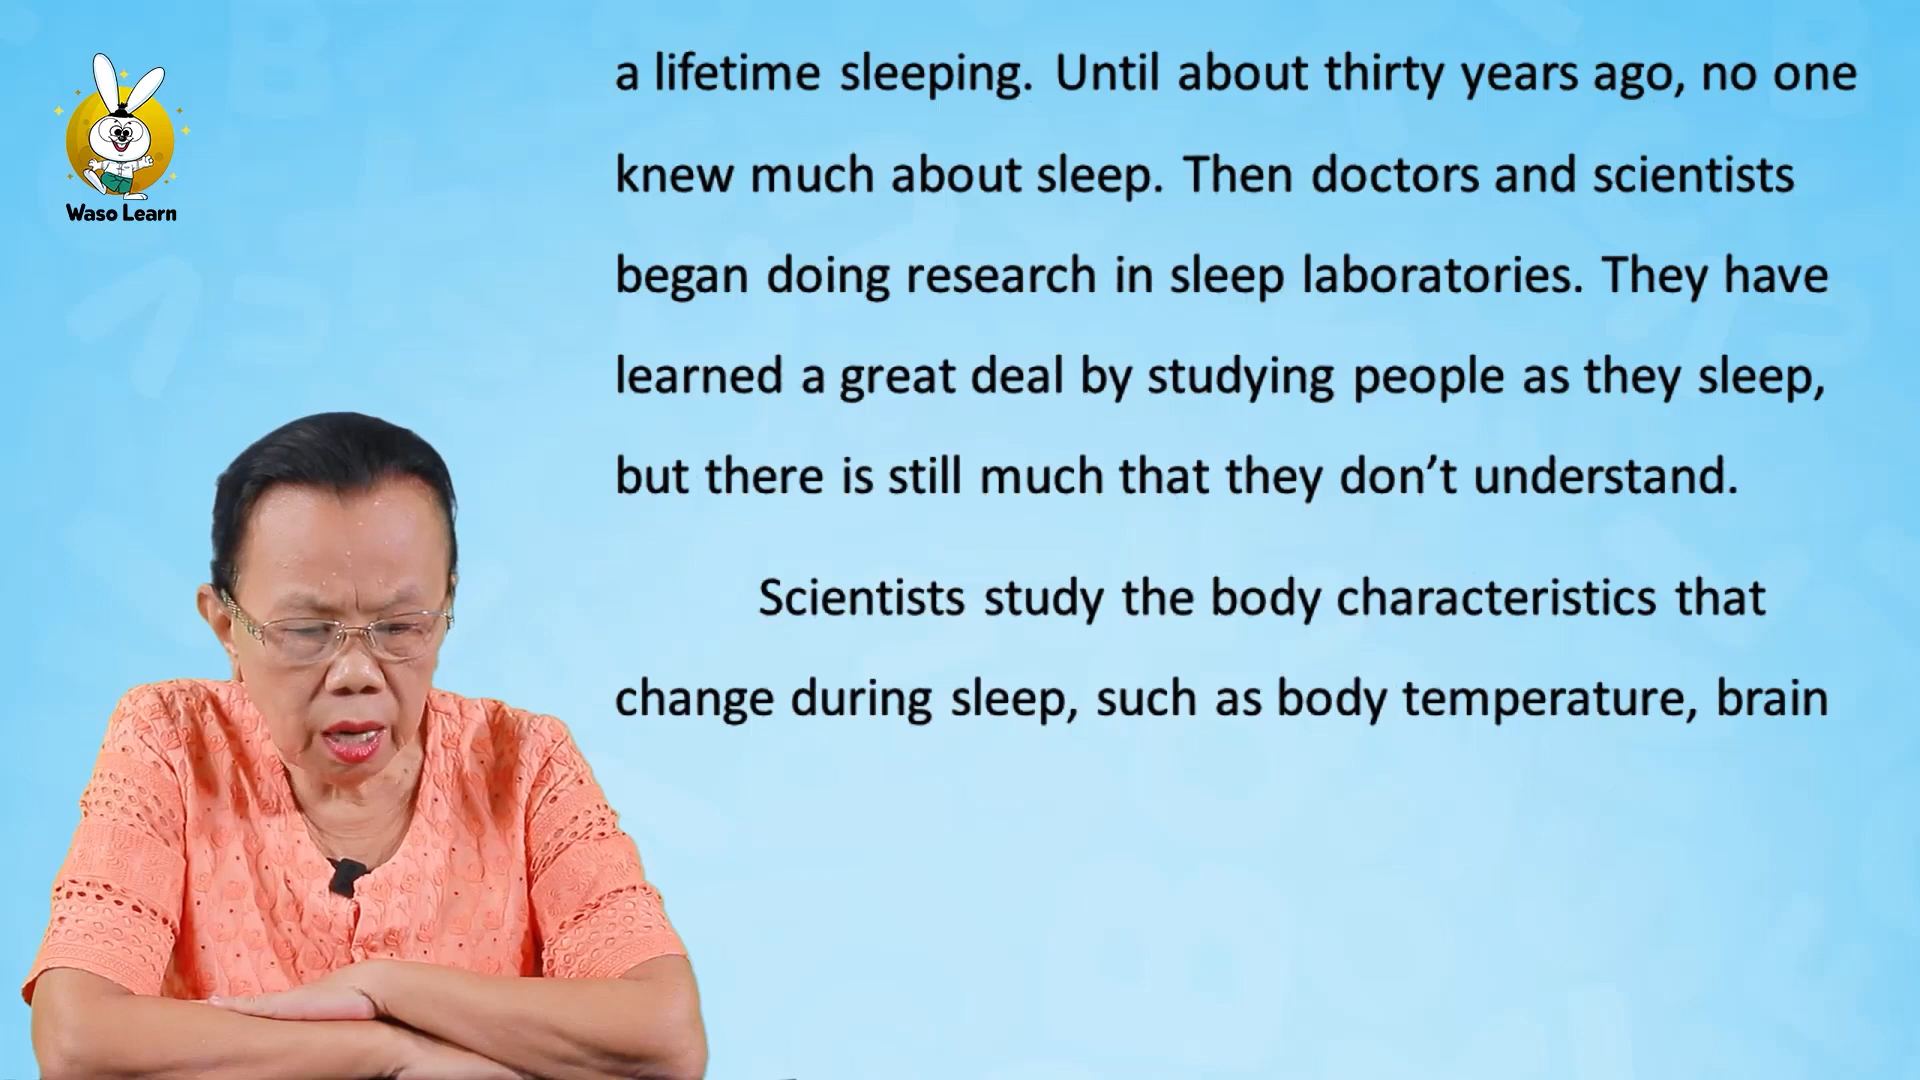 Waso Learn
a lifetime sleeping. Until about thirty years ago, no one
knew much about sleep. Then doctors and scientists
began doing research in sleep laboratories. They have
learned a great deal by studying people as they sleep,
but there is still much that they don’t understand.
Scientists study the body characteristics that
change during sleep, such as body temperature, brain